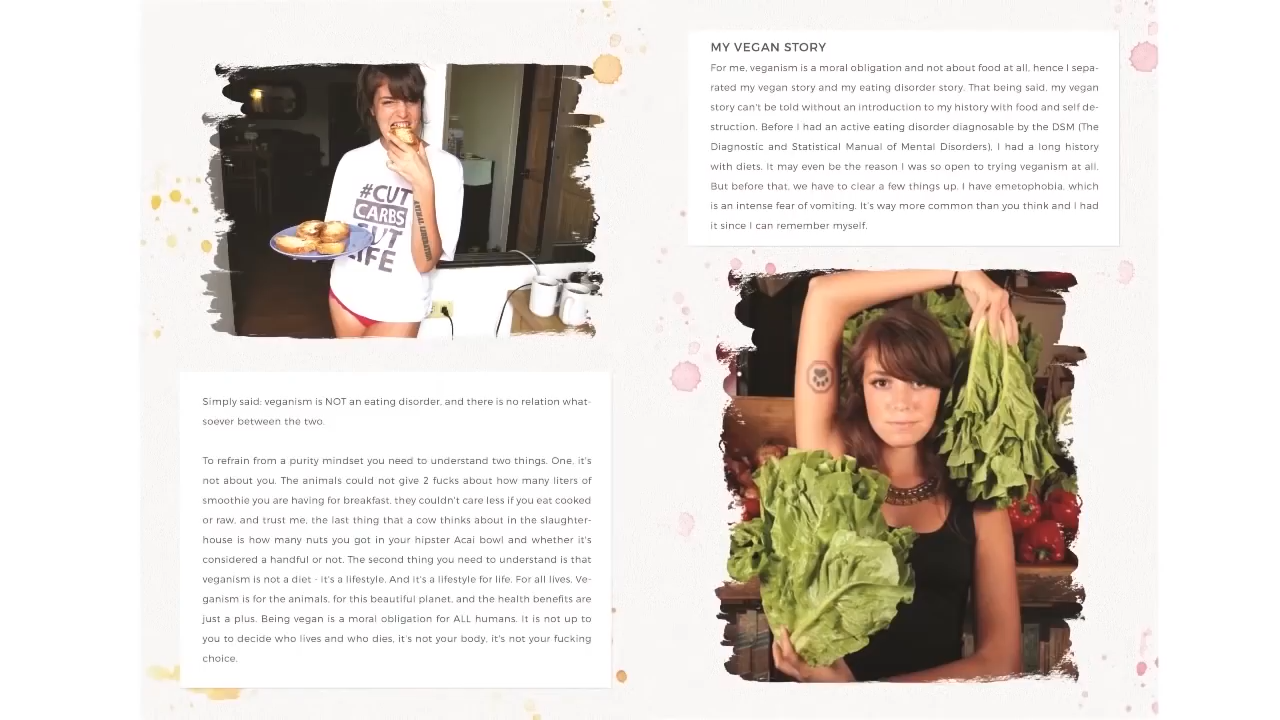 #CUT
CARBS
CUT
LIFE
Simply said: veganism is NOT an eating disorder, and there is no relation what-
soever between the two.
To refrain from a purity mindset you need to understand two things. One, it's
not about you. The animals could not give 2 fucks about how many liters of
smoothie you are having for breakfast, they couldn't care less if you eat cooked
or raw, and trust me, the last thing that a cow thinks about in the slaughter-
house is how many nuts you got in your hipster Acai bowl and whether it's
considered a handful or not. The second thing you need to understand is that
veganism is not a diet - it's a lifestyle. And it's a lifestyle for life. For all lives. Ve-
ganism is for the animals, for this beautiful planet, and the health benefits are
just a plus. Being vegan is a moral obligation for ALL humans. It is not up to
you to decide who lives and who dies, it's not your body, it's not your fucking
choice.
MY VEGAN STORY
For me, veganism is a moral obligation and not about food at all, hence I sepa-
rated my vegan story and my eating disorder story. That being said, my vegan
story can't be told without an introduction to my history with food and self de-
struction. Before I had an active eating disorder diagnosable by the DSM (The
Diagnostic and Statistical Manual of Mental Disorders), I had a long history
with diets. It may even be the reason I was so open to trying veganism at all.
But before that, we have to clear a few things up. I have emetophobia, which
is an intense fear of vomiting. It's way more common than you think and I had
it since I can remember myself.